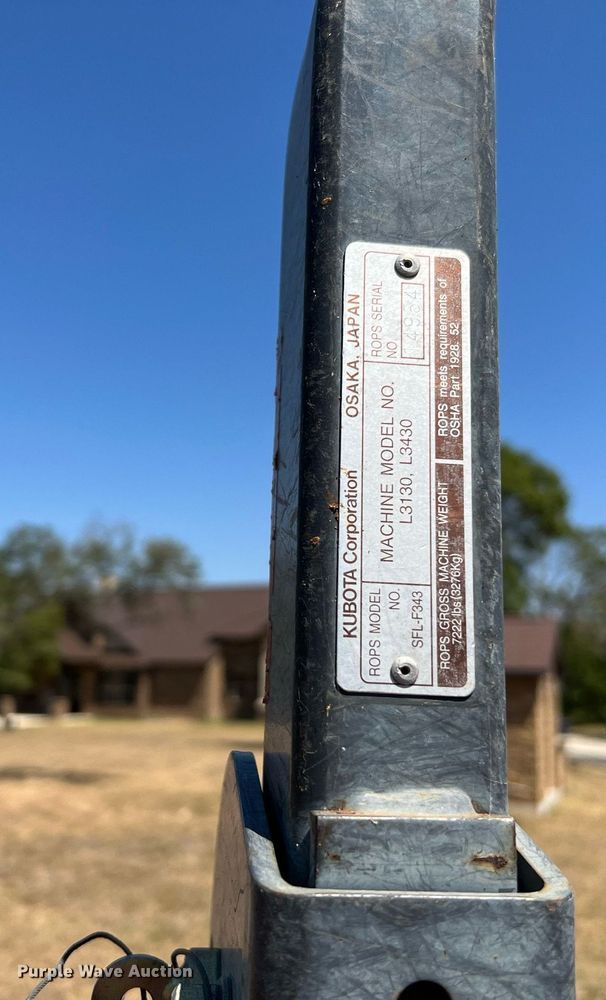 KUBOTA Corporation OSAKA, JAPAN
ROPS MODEL
NO.
SFL-F343
MACHINE MODEL NO.
L3130, L3430
ROPS SERIAL
NO.
ROPS GROSS MACHINE WEIGHT
7222 lbs(3276Kg)
ROPS meets requirements of
OSHA Part 1928. 52.
Purple Wave Auction